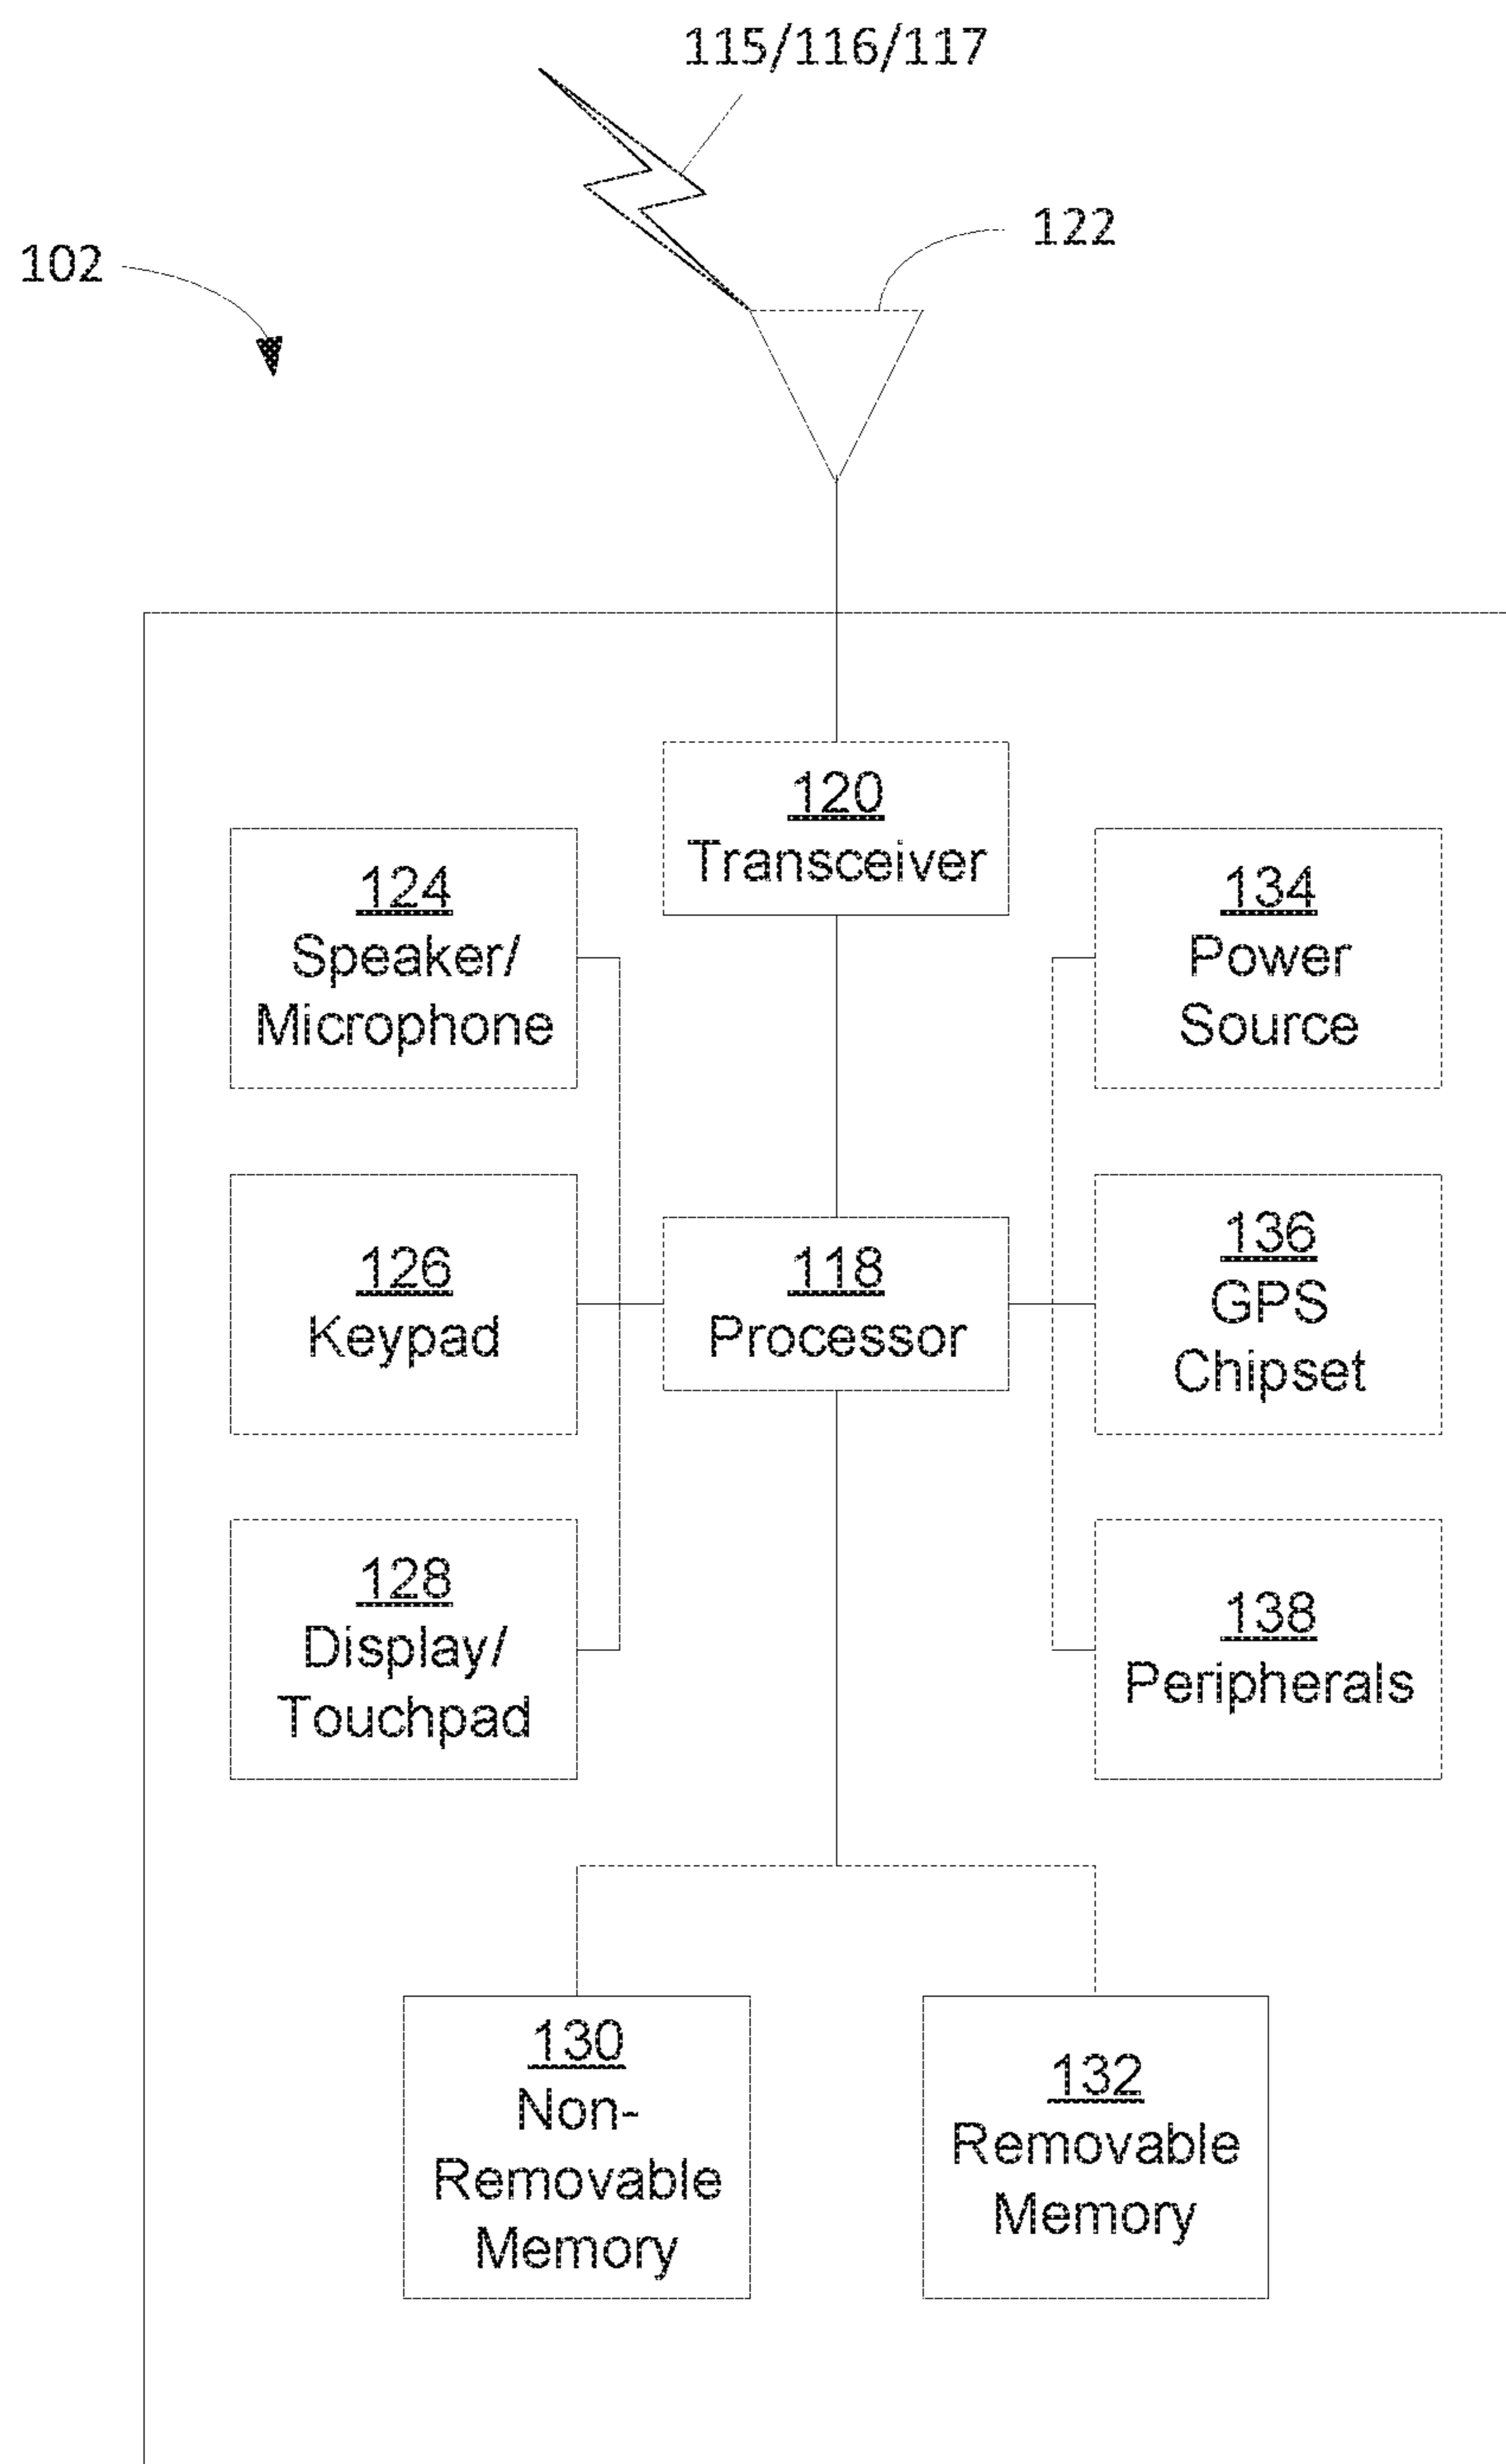 115/116/117
122
102
120
Transceiver
124
Speaker/
Microphone
134
Power
Source
126
Keypad
118
Processor
136
GPS
Chipset
128
Display/
Touchpad
138
Peripherals
130
Non-
Removable
Memory
132
Removable
Memory